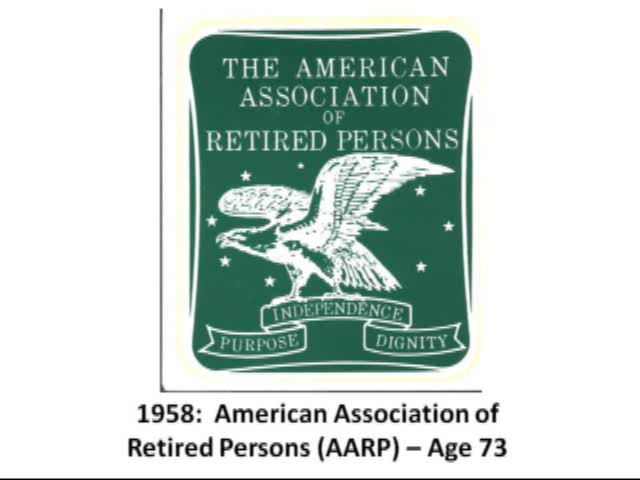 THE AMERICAN
ASSOCIATION
OF
RETIRED PERSONS
INDEPENDENCE
PURPOSE
DIGNITY
1958:  American Association of
Retired Persons (AARP) – Age 73